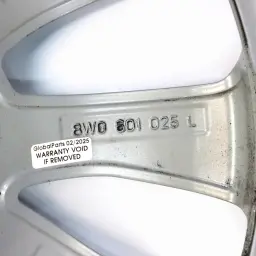 8W0 601 025 L
GlobalParts 02/2025
WARRANTY VOID
IF REMOVED